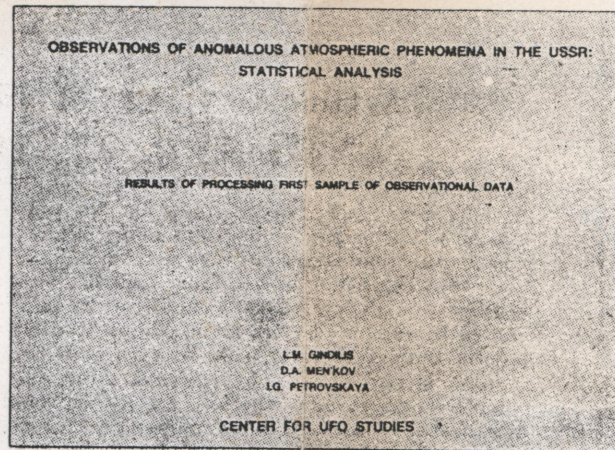 OBSERVATIONS OF ANOMALOUS ATMOSPHERIC PHENOMENA IN THE USSR:
STATISTICAL ANALYSIS
RESULTS OF PROCESSING FIRST SAMPLE OF OBSERVATIONAL DATA
L.M. GINDILIS
D.A. MEN'KOV
I.G. PETROVSKAYA
CENTER FOR UFO STUDIES